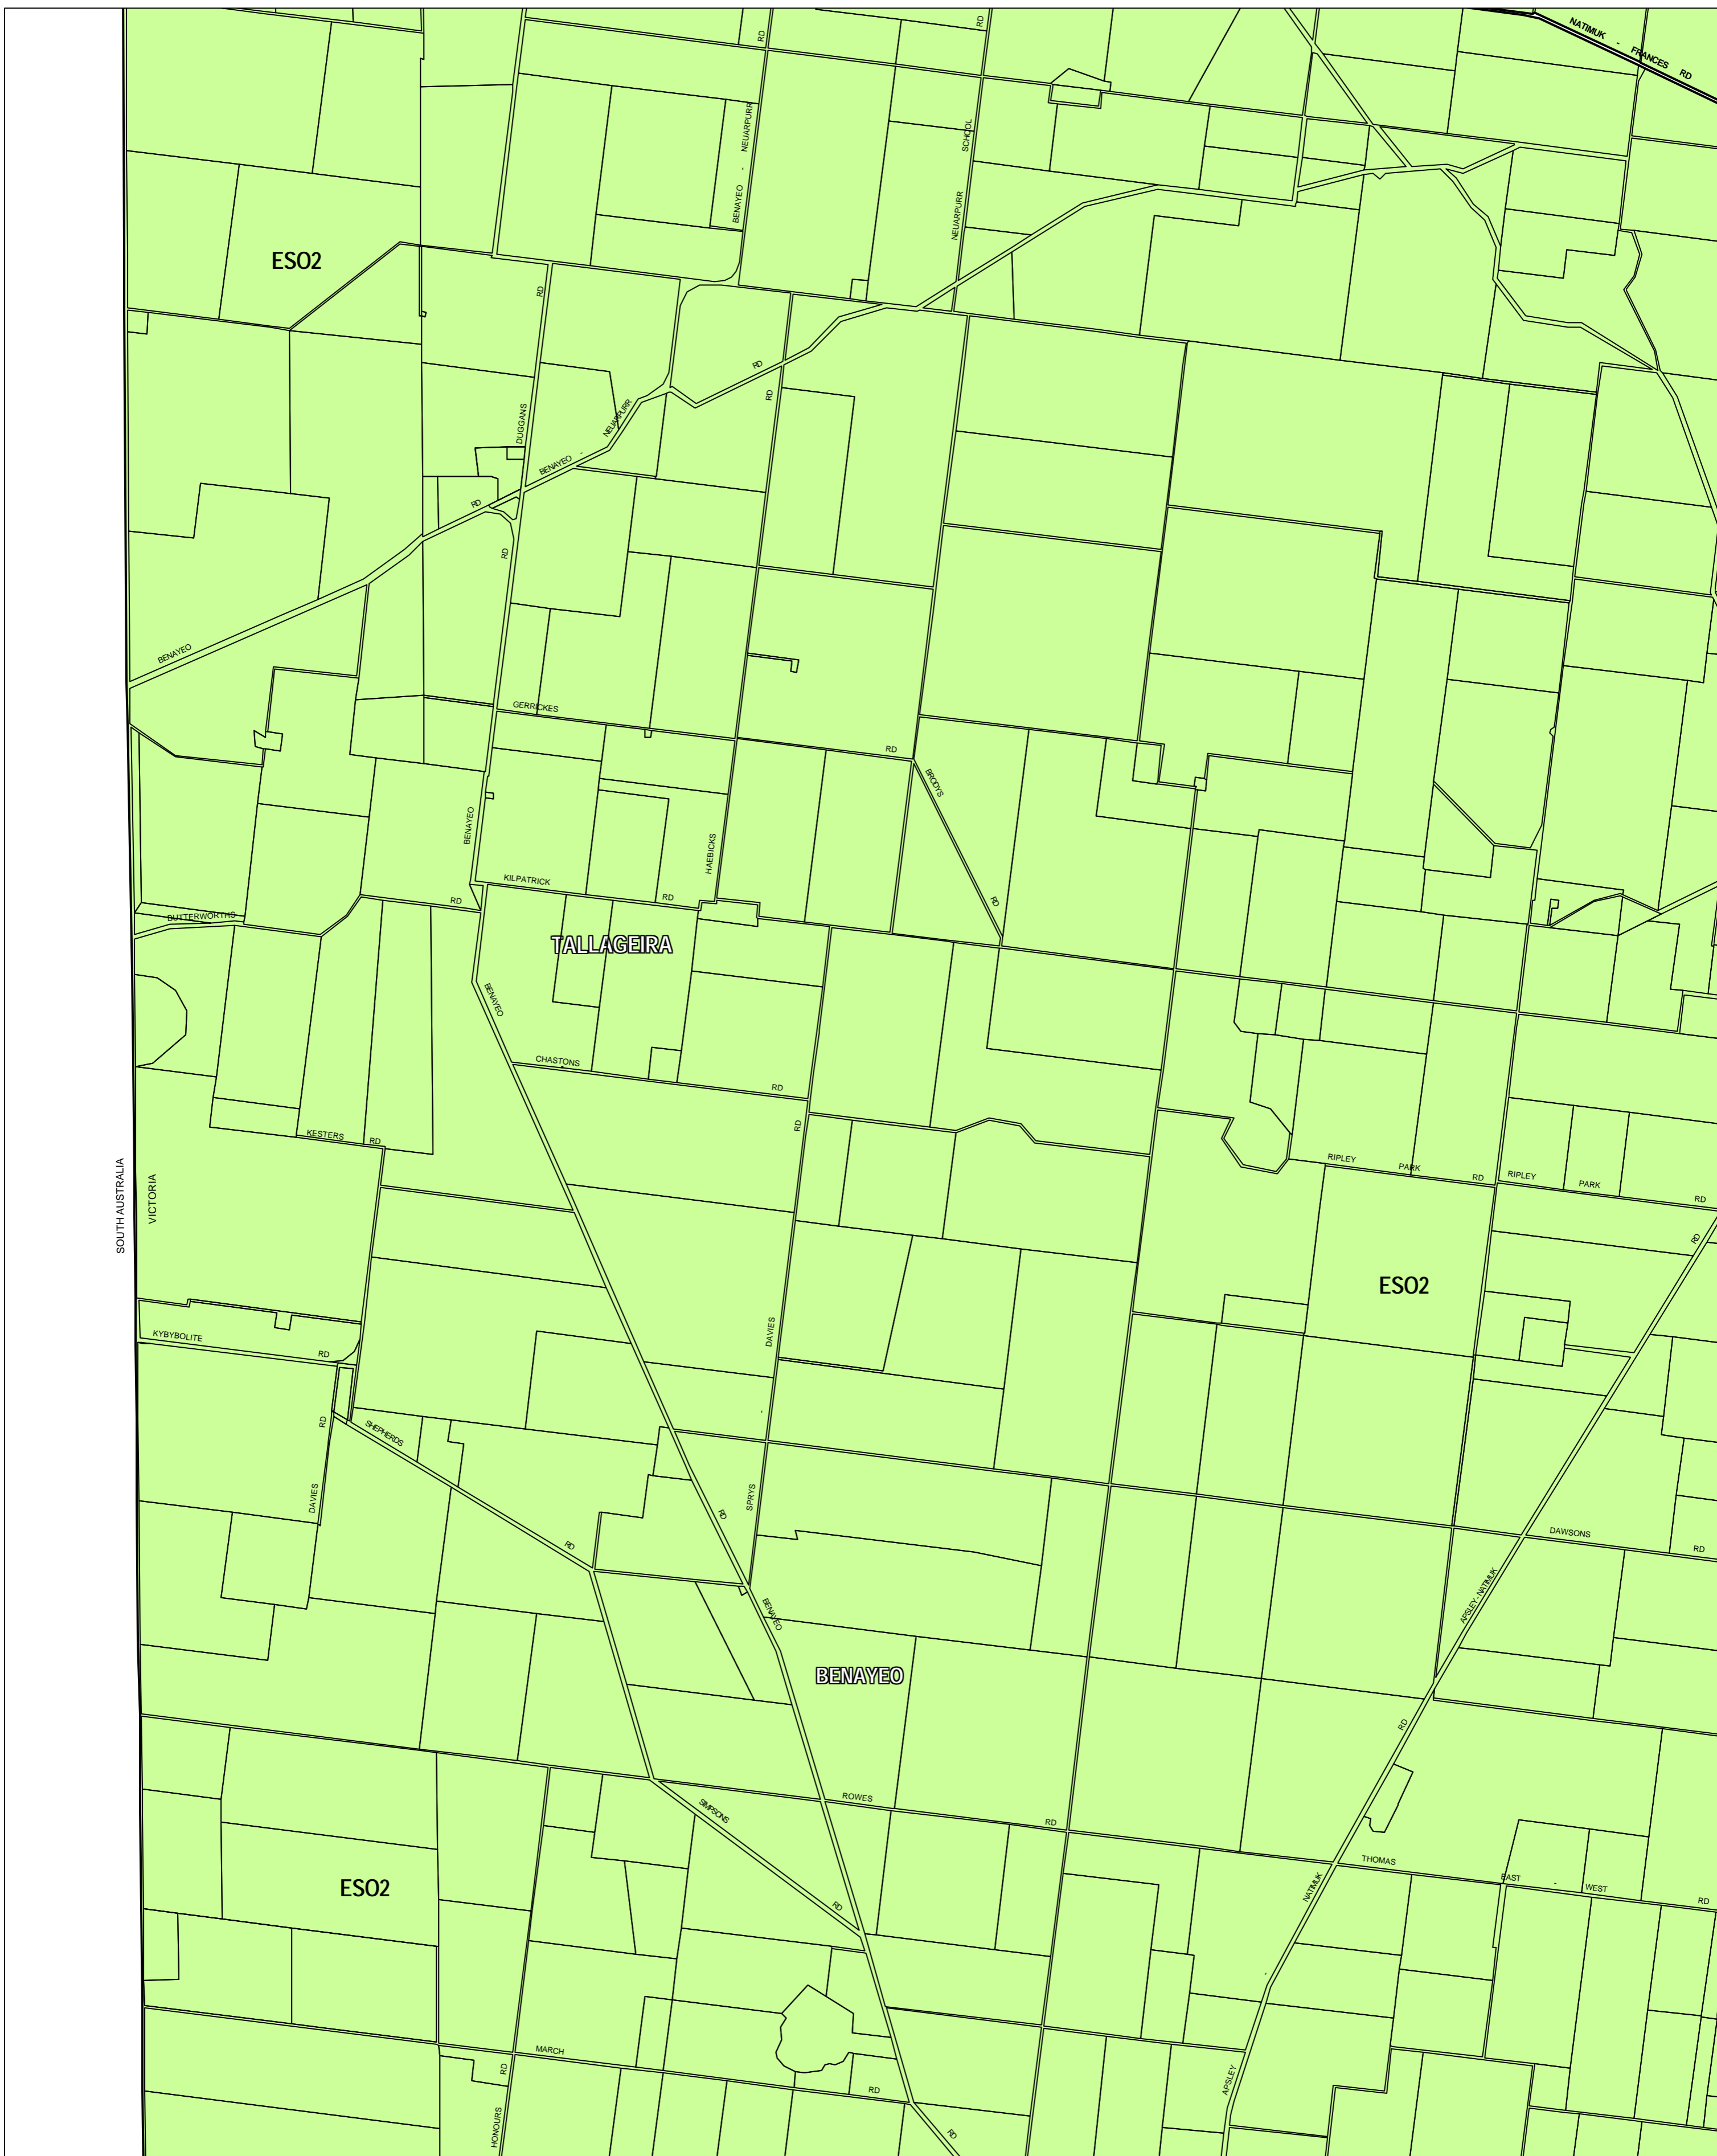 NATIMUK - FRANCES RD
RD
RD
BENAYEO - NEUARPURR
NEUARPURR SCHOOL
ESO2
RD
DUGGANS
BENAYEO - NEUARPURR RD
RD
BENAYEO RD
RD
GERRICKES RD
BRODYS RD
BENAYEO
HAEBICKS
KILPATRICK RD
BUTTERWORTHS RD
TALLAGEIRA
BENAYEO
CHASTONS RD
KESTERS RD
RD
RIPLEY PARK RD
RIPLEY PARK RD
SOUTH AUSTRALIA
VICTORIA
ESO2
RD
KYBYBOLITE RD
DAVIES
SHEPHERDS RD
DAVIES RD
SPRYS -
RD
DAWSONS RD
APSLEY - NATIMUK
BENAYEO
BENAYEO
RD
ROWES RD
SIMPSONS RD
THOMAS
EAST - WEST RD
ESO2
NATIMUK
-
APSLEY
MARCH RD
HONOURS RD
RD